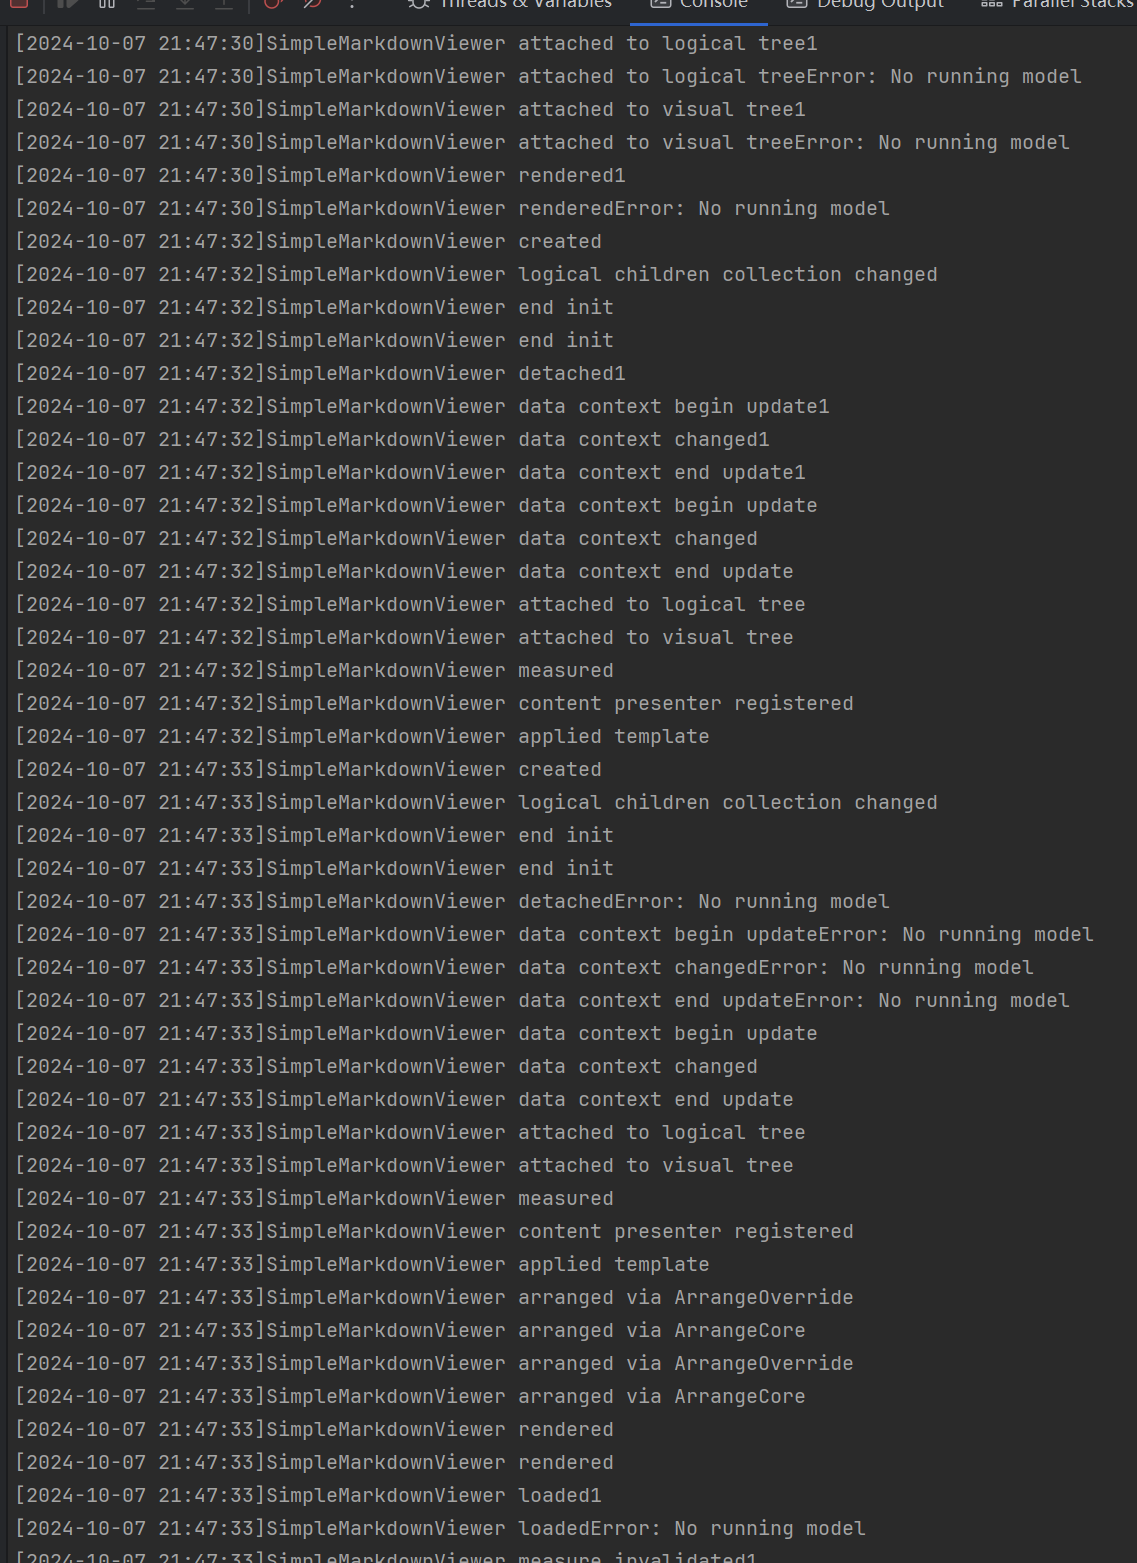 Threads & Variables Console Debug Output Parallel Stacks
[2024-10-07 21:47:30]SimpleMarkdownViewer attached to logical tree1
[2024-10-07 21:47:30]SimpleMarkdownViewer attached to logical treeError: No running model
[2024-10-07 21:47:30]SimpleMarkdownViewer attached to visual tree1
[2024-10-07 21:47:30]SimpleMarkdownViewer attached to visual treeError: No running model
[2024-10-07 21:47:30]SimpleMarkdownViewer rendered1
[2024-10-07 21:47:30]SimpleMarkdownViewer renderedError: No running model
[2024-10-07 21:47:32]SimpleMarkdownViewer created
[2024-10-07 21:47:32]SimpleMarkdownViewer logical children collection changed
[2024-10-07 21:47:32]SimpleMarkdownViewer end init
[2024-10-07 21:47:32]SimpleMarkdownViewer end init
[2024-10-07 21:47:32]SimpleMarkdownViewer detached1
[2024-10-07 21:47:32]SimpleMarkdownViewer data context begin update1
[2024-10-07 21:47:32]SimpleMarkdownViewer data context changed1
[2024-10-07 21:47:32]SimpleMarkdownViewer data context end update1
[2024-10-07 21:47:32]SimpleMarkdownViewer data context begin update
[2024-10-07 21:47:32]SimpleMarkdownViewer data context changed
[2024-10-07 21:47:32]SimpleMarkdownViewer data context end update
[2024-10-07 21:47:32]SimpleMarkdownViewer attached to logical tree
[2024-10-07 21:47:32]SimpleMarkdownViewer attached to visual tree
[2024-10-07 21:47:32]SimpleMarkdownViewer measured
[2024-10-07 21:47:32]SimpleMarkdownViewer content presenter registered
[2024-10-07 21:47:32]SimpleMarkdownViewer applied template
[2024-10-07 21:47:33]SimpleMarkdownViewer created
[2024-10-07 21:47:33]SimpleMarkdownViewer logical children collection changed
[2024-10-07 21:47:33]SimpleMarkdownViewer end init
[2024-10-07 21:47:33]SimpleMarkdownViewer end init
[2024-10-07 21:47:33]SimpleMarkdownViewer detachedError: No running model
[2024-10-07 21:47:33]SimpleMarkdownViewer data context begin updateError: No running model
[2024-10-07 21:47:33]SimpleMarkdownViewer data context changedError: No running model
[2024-10-07 21:47:33]SimpleMarkdownViewer data context end updateError: No running model
[2024-10-07 21:47:33]SimpleMarkdownViewer data context begin update
[2024-10-07 21:47:33]SimpleMarkdownViewer data context changed
[2024-10-07 21:47:33]SimpleMarkdownViewer data context end update
[2024-10-07 21:47:33]SimpleMarkdownViewer attached to logical tree
[2024-10-07 21:47:33]SimpleMarkdownViewer attached to visual tree
[2024-10-07 21:47:33]SimpleMarkdownViewer measured
[2024-10-07 21:47:33]SimpleMarkdownViewer content presenter registered
[2024-10-07 21:47:33]SimpleMarkdownViewer applied template
[2024-10-07 21:47:33]SimpleMarkdownViewer arranged via ArrangeOverride
[2024-10-07 21:47:33]SimpleMarkdownViewer arranged via ArrangeCore
[2024-10-07 21:47:33]SimpleMarkdownViewer arranged via ArrangeOverride
[2024-10-07 21:47:33]SimpleMarkdownViewer arranged via ArrangeCore
[2024-10-07 21:47:33]SimpleMarkdownViewer rendered
[2024-10-07 21:47:33]SimpleMarkdownViewer rendered
[2024-10-07 21:47:33]SimpleMarkdownViewer loaded1
[2024-10-07 21:47:33]SimpleMarkdownViewer loadedError: No running model
[2024-10-07 21:47:33]SimpleMarkdownViewer measure invalidated1